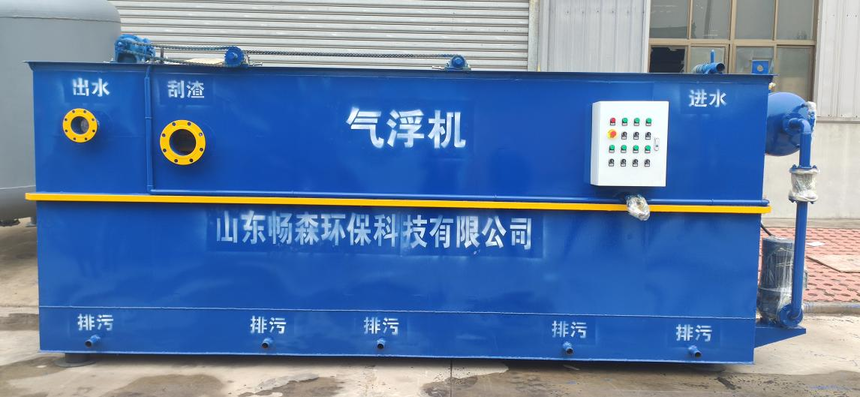 出水
刮渣
气浮机
进水
山东畅森环保科技有限公司
排污
排污
排污
排污
排污